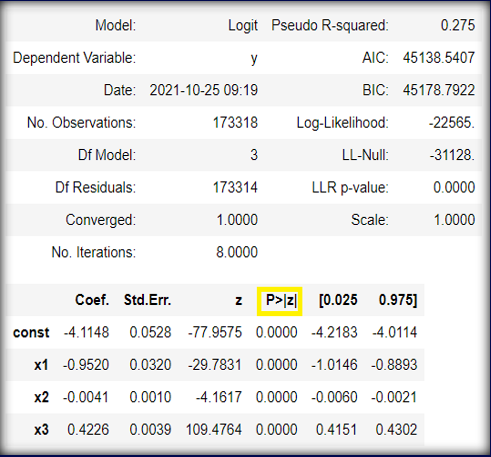 Model: Logit Pseudo R-squared: 0.275
Dependent Variable: y AIC: 45138.5407
Date: 2021-10-25 09:19 BIC: 45178.7922
No. Observations: 173318 Log-Likelihood: -22565.
Df Model: 3 LL-Null: -31128.
Df Residuals: 173314 LLR p-value: 0.0000
Converged: 1.0000 Scale: 1.0000
No. Iterations: 8.0000
Coef. Std.Err. z P>|z| [0.025 0.975]
const -4.1148 0.0528 -77.9575 0.0000 -4.2183 -4.0114
x1 -0.9520 0.0320 -29.7831 0.0000 -1.0146 -0.8893
x2 -0.0041 0.0010 -4.1617 0.0000 -0.0060 -0.0021
x3 0.4226 0.0039 109.4764 0.0000 0.4151 0.4302